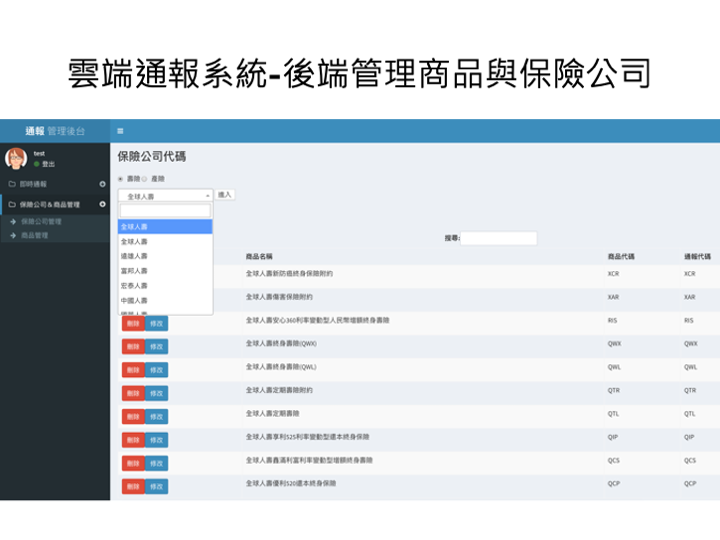 雲端通報系統-後端管理商品與保險公司
通報 管理後台
test
登出
即時通報
保險公司&商品管理
保險公司管理
商品管理
保險公司代碼
壽險 產險
全球人壽 進入
全球人壽
全球人壽
遠雄人壽
富邦人壽
宏泰人壽
中國人壽
搜尋:
商品名稱 商品代碼 通報代碼
全球人壽新防癌終身保險附約 XCR XCR
全球人壽傷害保險附約 XAR XAR
刪除 修改 全球人壽安心360利率變動型人民幣增額終身壽險 RIS RIS
刪除 修改 全球人壽終身壽險(QWX) QWX QWX
刪除 修改 全球人壽終身壽險(QWL) QWL QWL
刪除 修改 全球人壽定期壽險附約 QTR QTR
刪除 修改 全球人壽定期壽險 QTL QTL
刪除 修改 全球人壽享利525利率變動型還本終身保險 QIP QIP
刪除 修改 全球人壽鑫滿利富利率變動型增額終身壽險 QCS QCS
刪除 修改 全球人壽優利520還本終身保險 QCP QCP